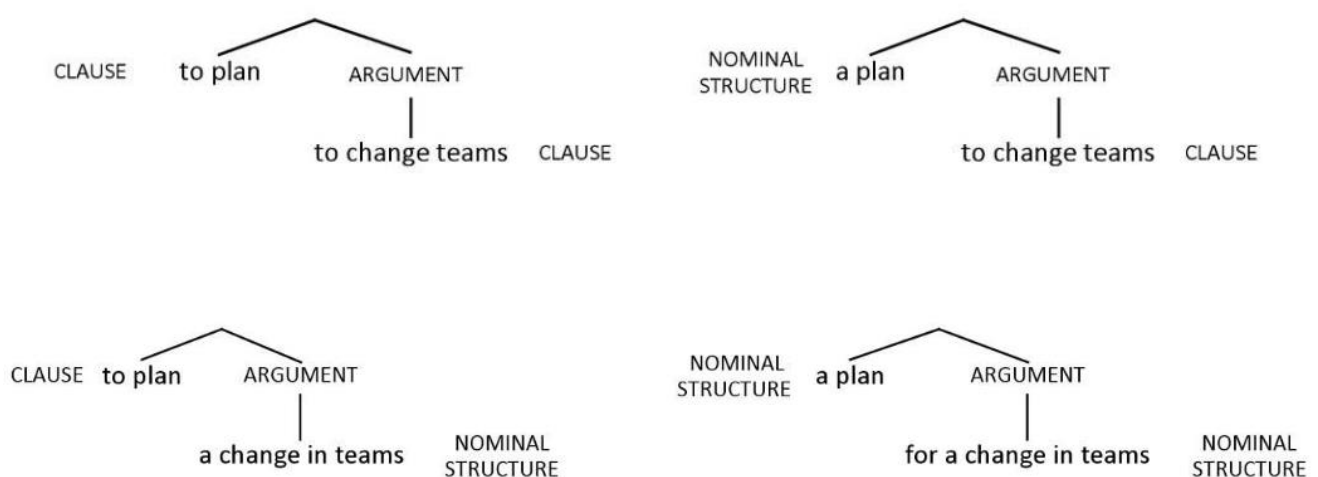 CLAUSE to plan ARGUMENT
to change teams CLAUSE
NOMINAL
STRUCTURE a plan ARGUMENT
to change teams CLAUSE
CLAUSE to plan ARGUMENT
a change in teams NOMINAL
STRUCTURE
NOMINAL
STRUCTURE a plan ARGUMENT
for a change in teams NOMINAL
STRUCTURE